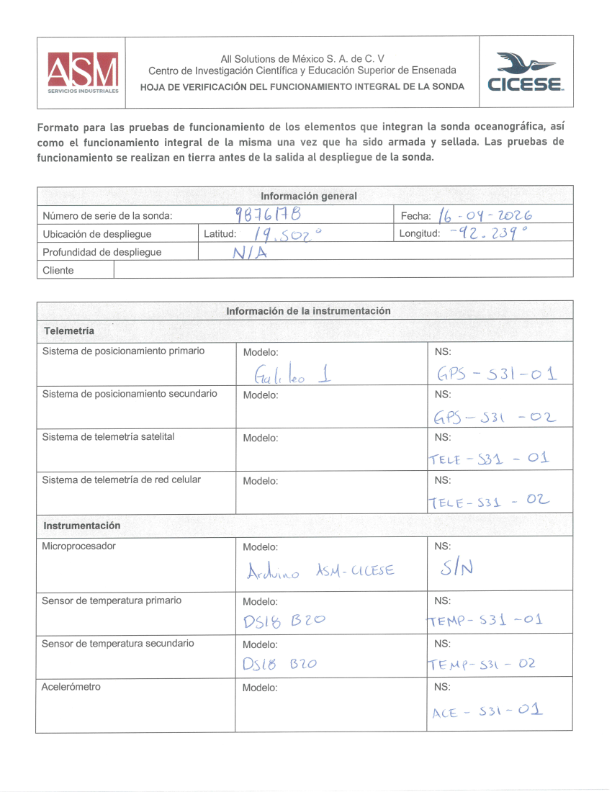 ASM
SERVICIOS INDUSTRIALES
All Solutions de México S. A. de C. V
Centro de Investigación Científica y Educación Superior de Ensenada
HOJA DE VERIFICACIÓN DEL FUNCIONAMIENTO INTEGRAL DE LA SONDA
CICESE
Formato para las pruebas de funcionamiento de los elementos que integran la sonda oceanográfica, así
como el funcionamiento integral de la misma una vez que ha sido armada y sellada. Las pruebas de
funcionamiento se realizan en tierra antes de la salida al despliegue de la sonda.
Información general
Número de serie de la sonda: 987617B Fecha: 16-04-2026
Ubicación de despliegue Latitud: 19.502° Longitud: -92.239°
Profundidad de despliegue N/A
Cliente
Información de la instrumentación
Telemetría
Sistema de posicionamiento primario Modelo: Galileo 1 NS: GPS-S31-01
Sistema de posicionamiento secundario Modelo: NS: GPS-S31-02
Sistema de telemetría satelital Modelo: NS: TELE-S31-01
Sistema de telemetría de red celular Modelo: NS: TELE-S31-02
Instrumentación
Microprocesador Modelo: Arduino ASM-CICESE NS: S/N
Sensor de temperatura primario Modelo: DS18 B20 NS: TEMP-S31-01
Sensor de temperatura secundario Modelo: DS18 B20 NS: TEMP-S31-02
Acelerómetro Modelo: NS: ACE-S31-01